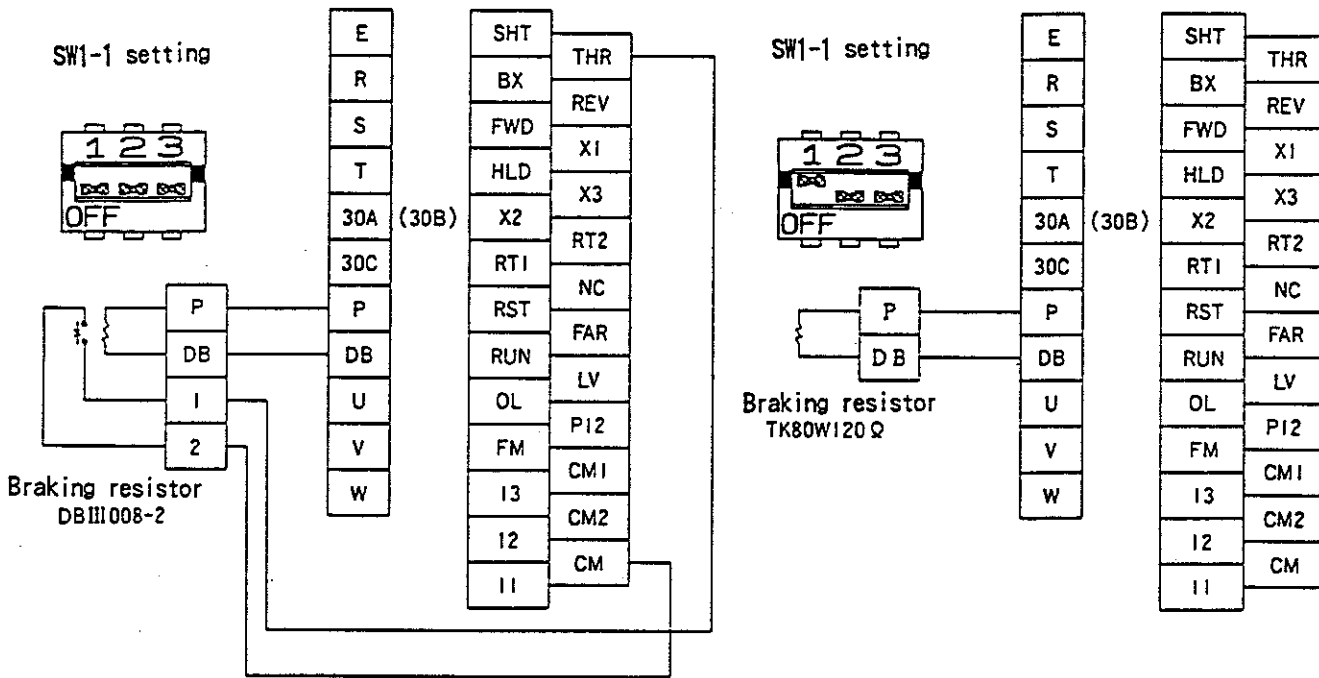 SW1-1 setting
1 2 3
OFF
P
DB
1
2
Braking resistor
DBIII008-2
E
R
S
T
30A (30B)
30C
P
DB
U
V
W
SHT
BX
FWD
HLD
X2
RT1
RST
RUN
OL
FM
I3
I2
I1
THR
REV
X1
X3
RT2
NC
FAR
LV
PI2
CM1
CM2
CM
SW1-1 setting
1 2 3
OFF
P
DB
Braking resistor
TK80W120Ω
E
R
S
T
30A (30B)
30C
P
DB
U
V
W
SHT
BX
FWD
HLD
X2
RT1
RST
RUN
OL
FM
I3
I2
I1
THR
REV
X1
X3
RT2
NC
FAR
LV
PI2
CM1
CM2
CM